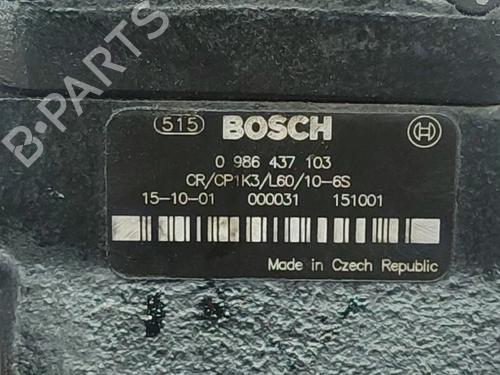 515 BOSCH
0 986 437 103
CR/CP1K3/L60/10-6S
15-10-01 000031 151001
Made in Czech Republic
B-PARTS